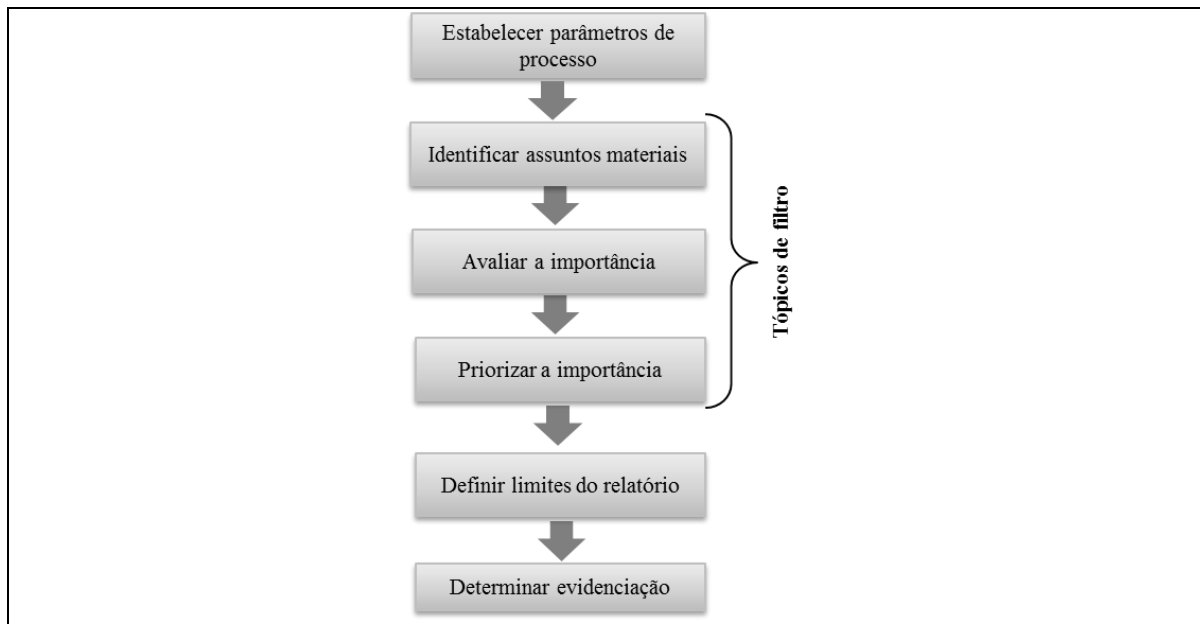 Estabelecer parâmetros de
processo
Identificar assuntos materiais
Avaliar a importância
Priorizar a importância
Tópicos de filtro
Definir limites do relatório
Determinar evidenciação